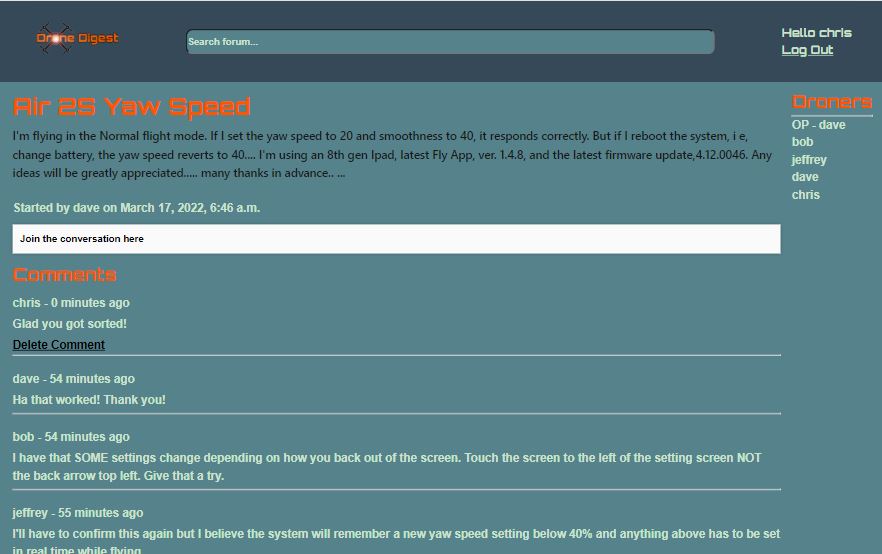 Drone Digest
Search forum...
Hello chris
Log Out
Air 2S Yaw Speed
I'm flying in the Normal flight mode. If I set the yaw speed to 20 and smoothness to 40, it responds correctly. But if I reboot the system, i e,
change battery, the yaw speed reverts to 40.... I'm using an 8th gen Ipad, latest Fly App, ver. 1.4.8, and the latest firmware update,4.12.0046. Any
ideas will be greatly appreciated..... many thanks in advance.. ...
Started by dave on March 17, 2022, 6:46 a.m.
Join the conversation here
Comments
chris - 0 minutes ago
Glad you got sorted!
Delete Comment
dave - 54 minutes ago
Ha that worked! Thank you!
bob - 54 minutes ago
I have that SOME settings change depending on how you back out of the screen. Touch the screen to the left of the setting screen NOT
the back arrow top left. Give that a try.
jeffrey - 55 minutes ago
I'll have to confirm this again but I believe the system will remember a new yaw speed setting below 40% and anything above has to be set
in real time while flying
Droners
OP - dave
bob
jeffrey
dave
chris